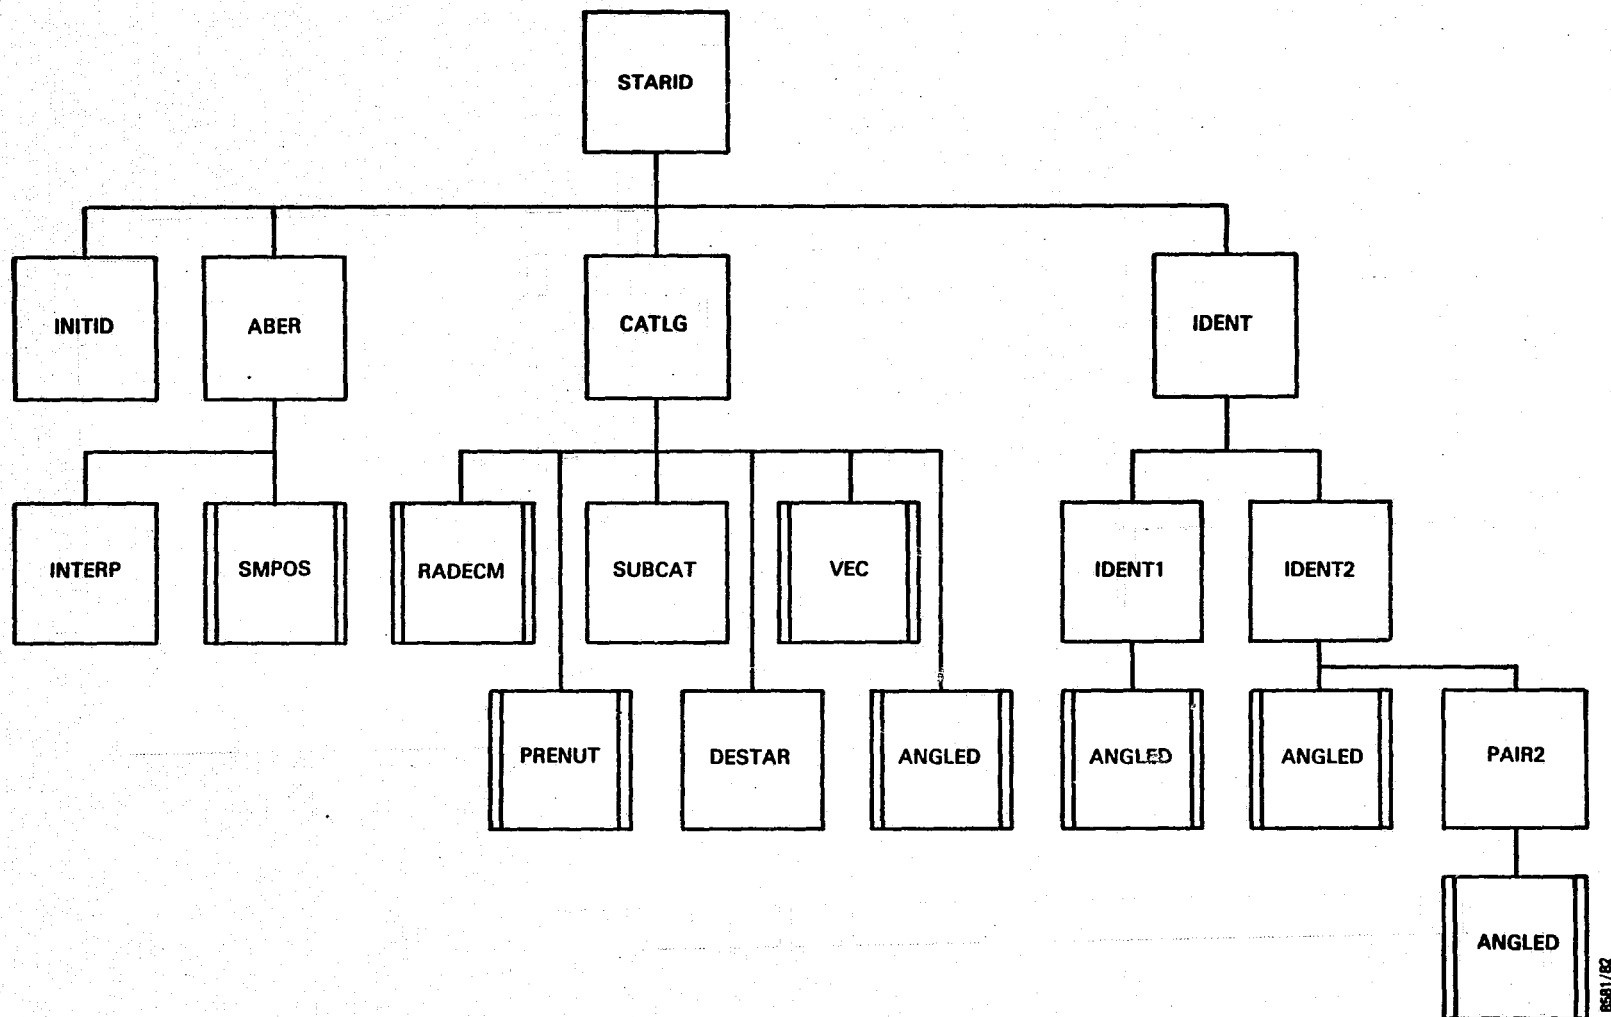 STARID
INITID
ABER
CATLG
IDENT
INTERP
SMPOS
RADECM
SUBCAT
VEC
IDENT1
IDENT2
PRENUT
DESTAR
ANGLED
ANGLED
ANGLED
PAIR2
ANGLED
8681/82